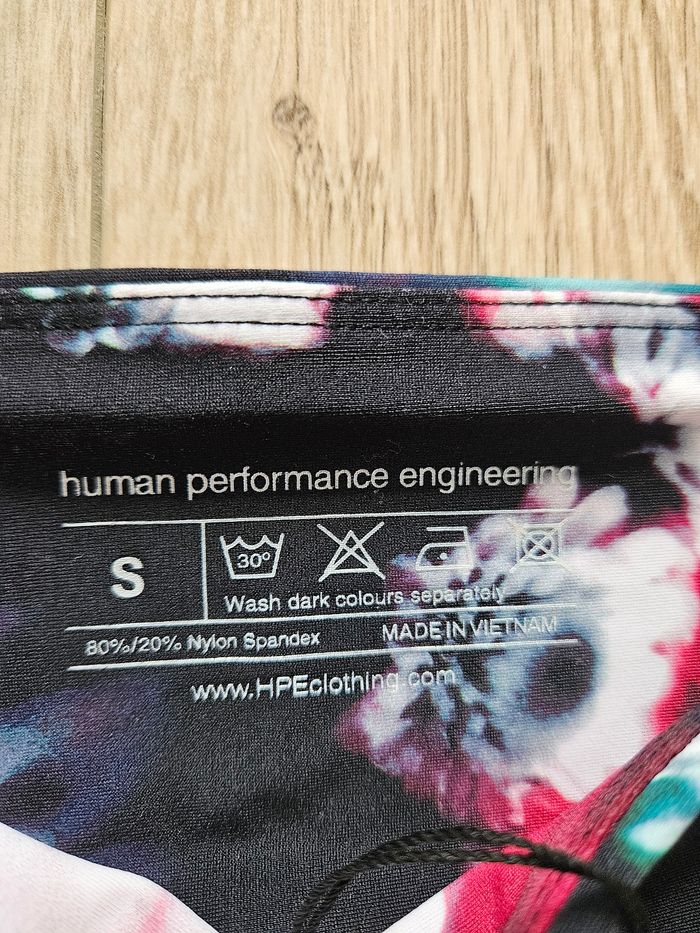 human performance engineering
S
30°
Wash dark colours separately
80%/20% Nylon Spandex
MADE IN VIETNAM
www.HPEclothing.com